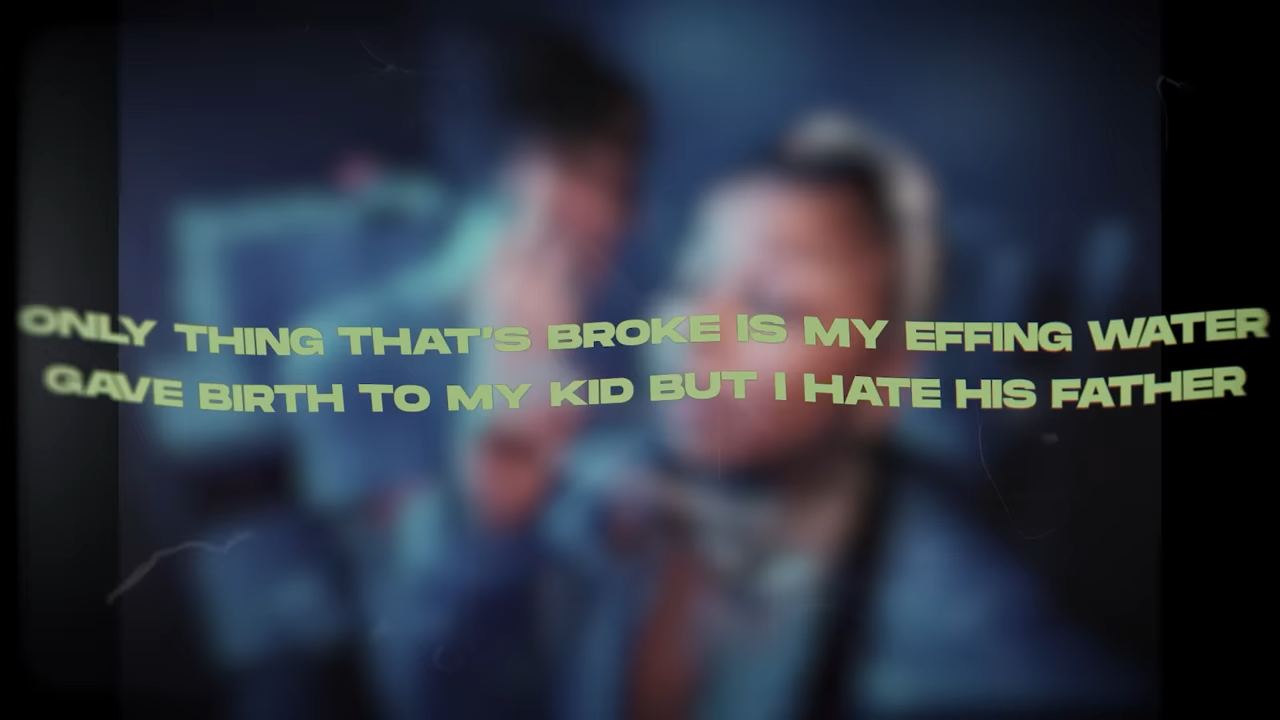 ONLY THING THAT'S BROKE IS MY EFFING WATER
GAVE BIRTH TO MY KID BUT I HATE HIS FATHER